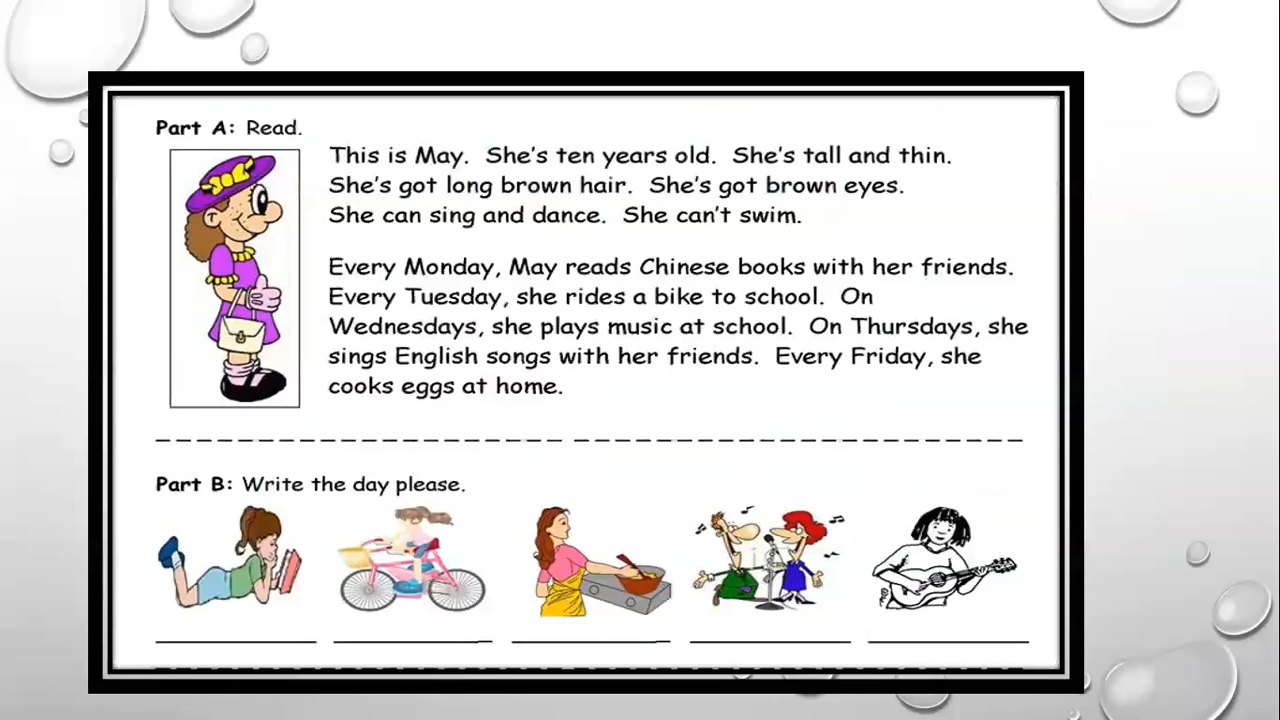 Part A: Read.
This is May. She's ten years old. She's tall and thin.
She's got long brown hair. She's got brown eyes.
She can sing and dance. She can't swim.
Every Monday, May reads Chinese books with her friends.
Every Tuesday, she rides a bike to school. On
Wednesdays, she plays music at school. On Thursdays, she
sings English songs with her friends. Every Friday, she
cooks eggs at home.
Part B: Write the day please.